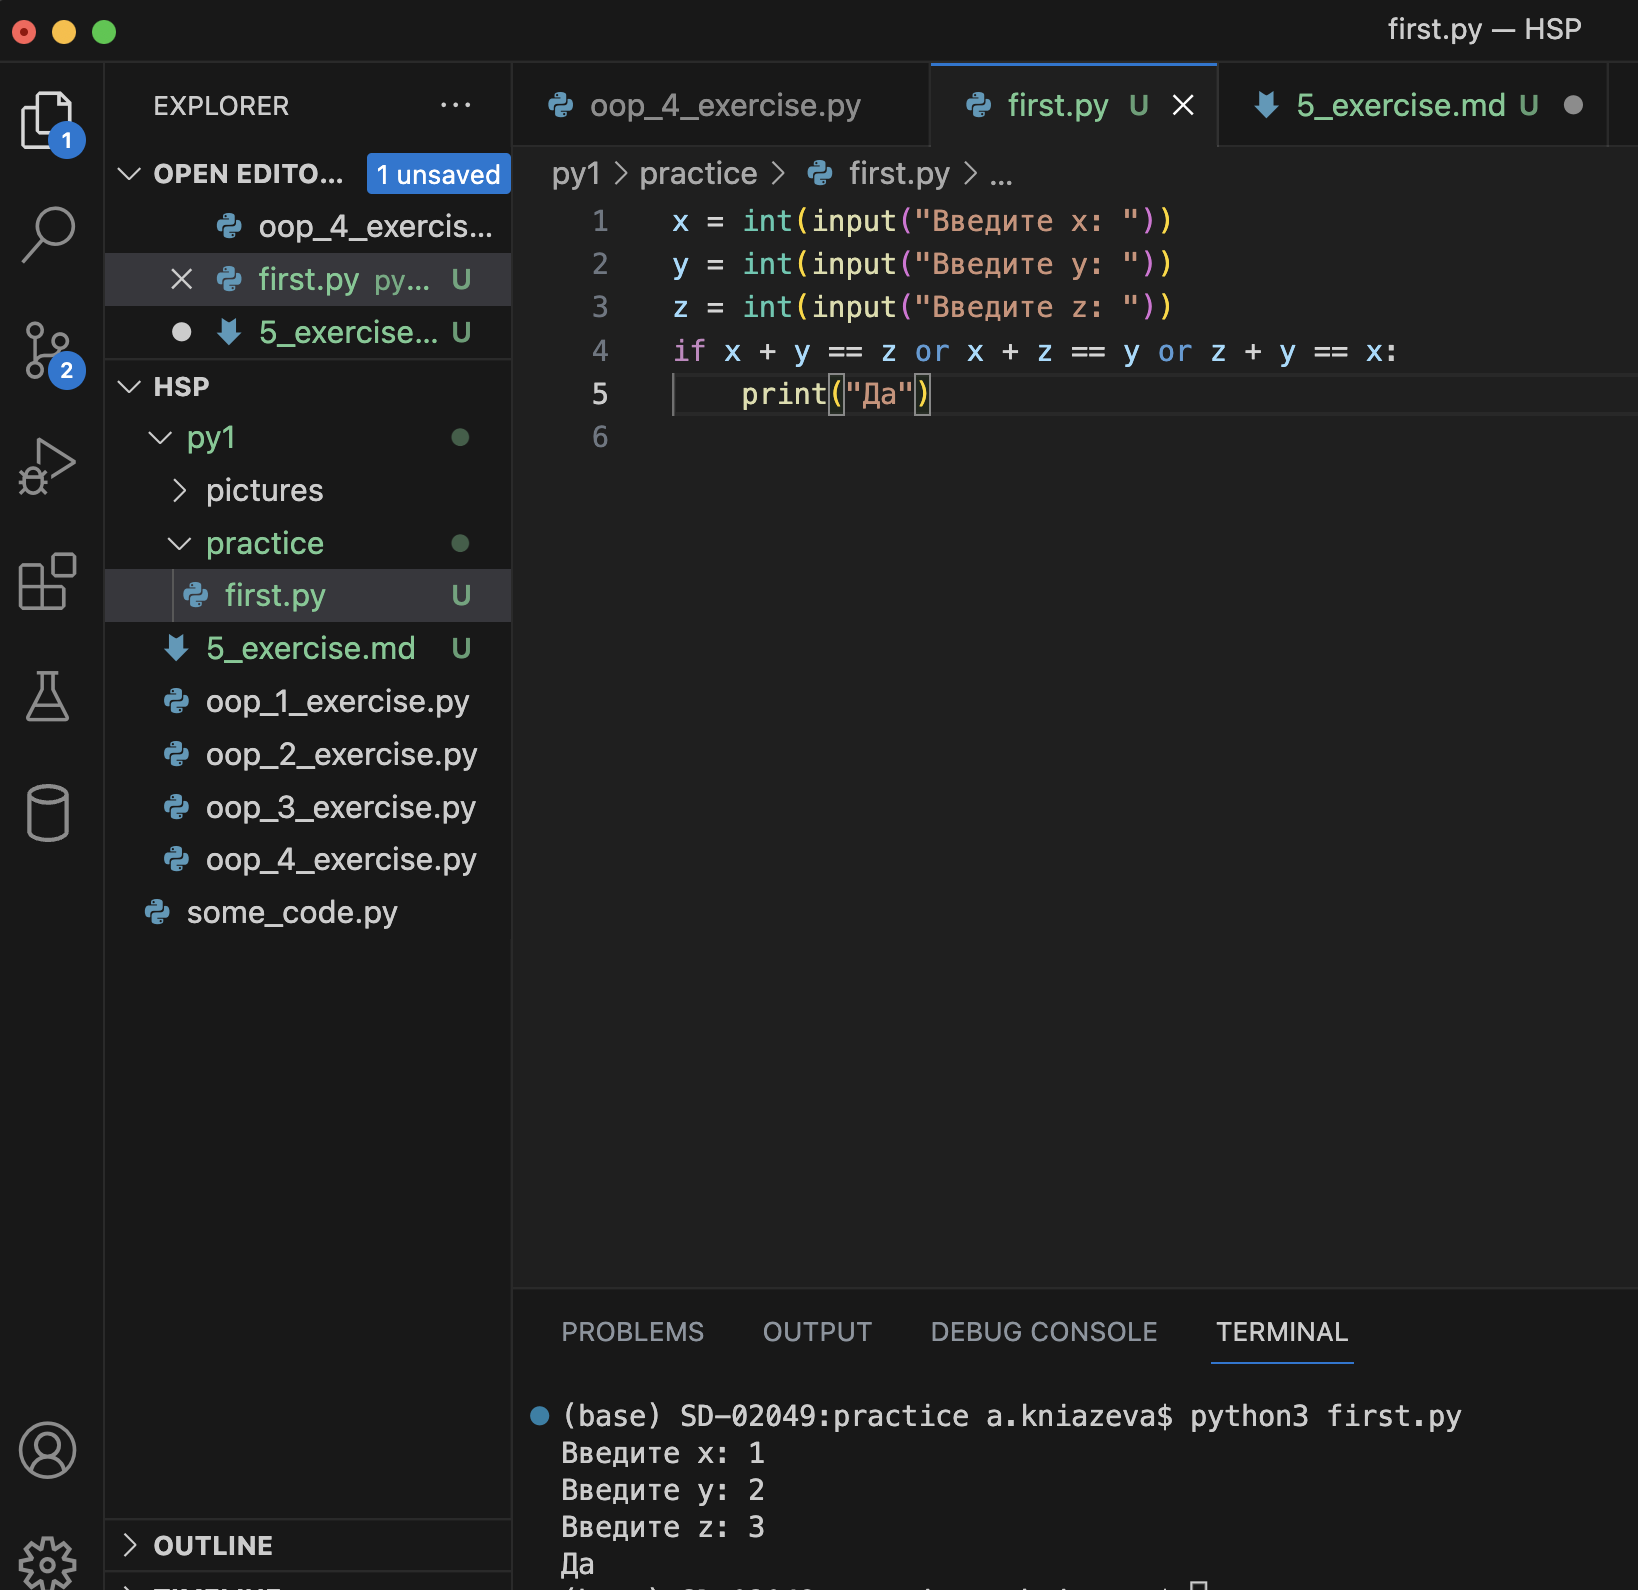 first.py — HSP
EXPLORER ...
OPEN EDITO... 1 unsaved
oop_4_exercis...
first.py py... U
5_exercise... U
HSP
py1
pictures
practice
first.py U
5_exercise.md U
oop_1_exercise.py
oop_2_exercise.py
oop_3_exercise.py
oop_4_exercise.py
some_code.py
OUTLINE
1
2
oop_4_exercise.py first.py U 5_exercise.md U
py1 > practice > first.py > ...
1 x = int(input("Введите x: "))
2 y = int(input("Введите y: "))
3 z = int(input("Введите z: "))
4 if x + y == z or x + z == y or z + y == x:
5 print("Да")
6
PROBLEMS OUTPUT DEBUG CONSOLE TERMINAL
(base) SD-02049:practice a.kniazeva$ python3 first.py
Введите x: 1
Введите y: 2
Введите z: 3
Да